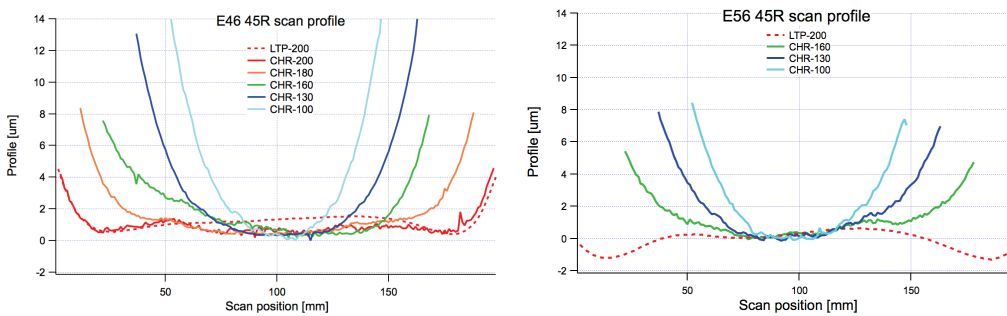 E46 45R scan profile
14
12
10
8
6
4
2
0
-2
Profile [um]
LTP-200
CHR-200
CHR-180
CHR-160
CHR-130
CHR-100
50
100
150
Scan position [mm]
E56 45R scan profile
14
12
10
8
6
4
2
0
-2
Profile [um]
LTP-200
CHR-160
CHR-130
CHR-100
50
100
150
Scan position [mm]